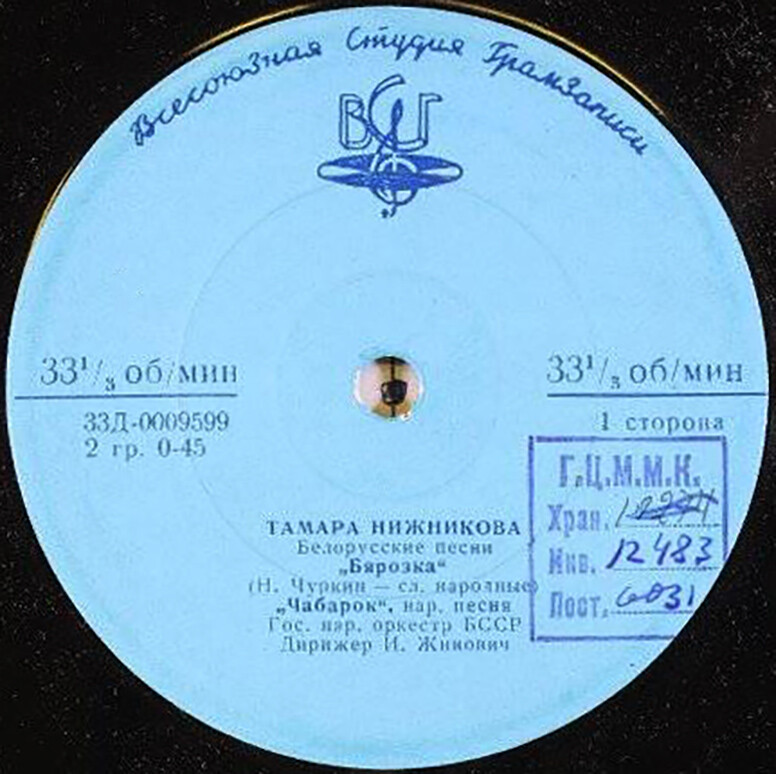 Всесоюзная Студия Грамзаписи
ВСГ
33¹/₃ об/мин
33¹/₃ об/мин
33Д-0009599
2 гр. 0-45
1 сторона
Г.Ц.М.М.К.
Хран.
Инв. 12483
Пост. 6031
ТАМАРА НИЖНИКОВА
Белорусские песни
„Бярозка“
(Н. Чуркин — сл. народные)
„Чабарок“, нар. песня
Гос. нар. оркестр БССР
Дирижер И. Жинович